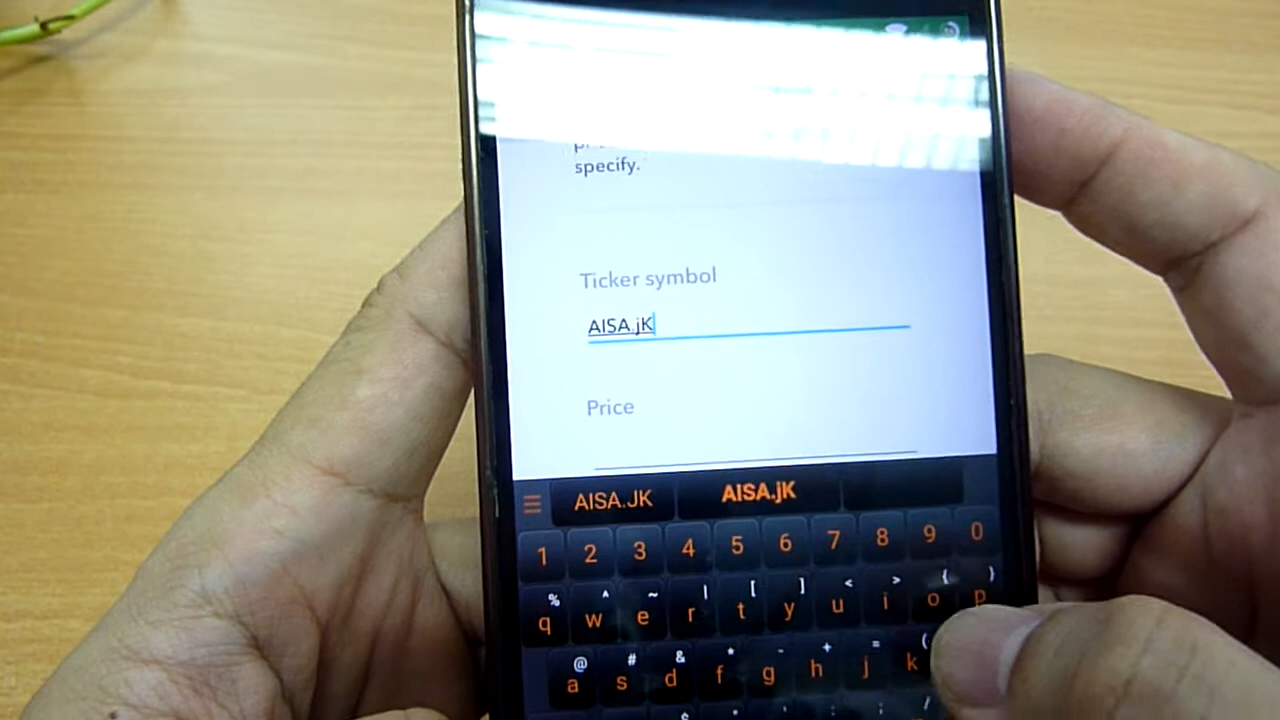 specify.
Ticker symbol
AISA.jK
Price
AISA.JK AISA.jK
1 2 3 4 5 6 7 8 9 0
% ^ ~ | [ ] < > { }
q w e r t y u i o p
@ # & * - + = (
a s d f g h j k